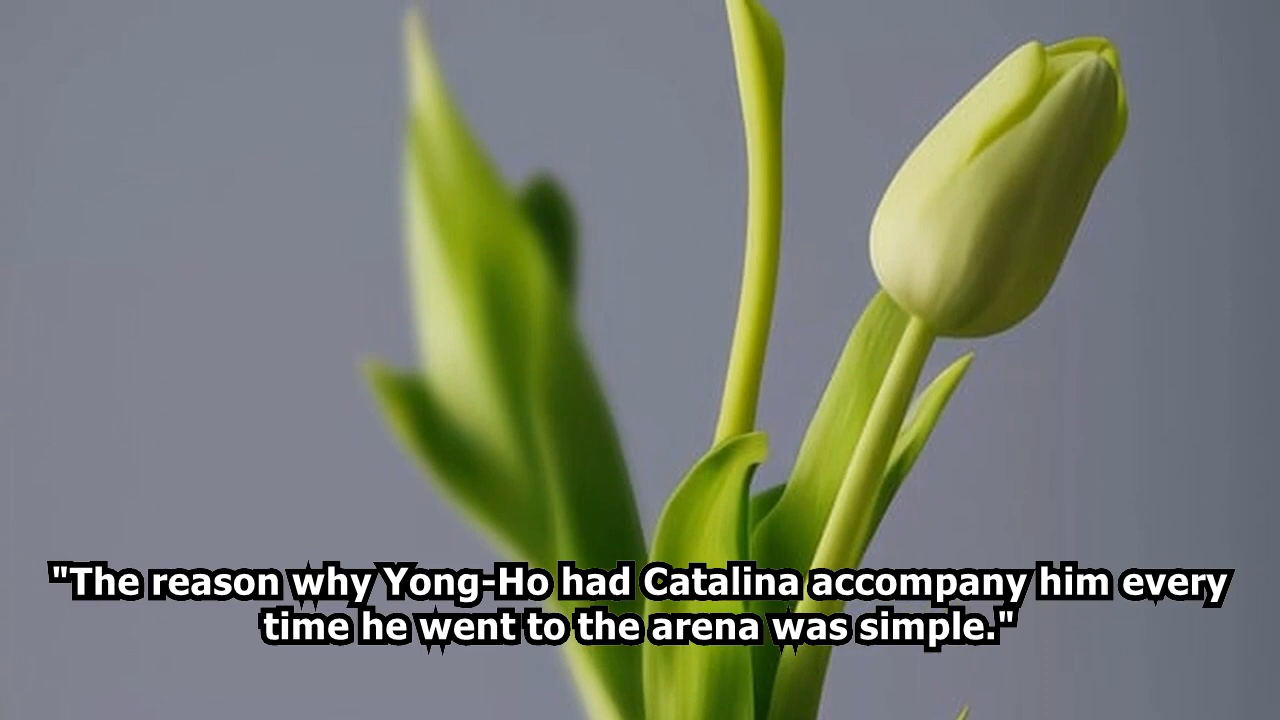 "The reason why Yong-Ho had Catalina accompany him every
time he went to the arena was simple."